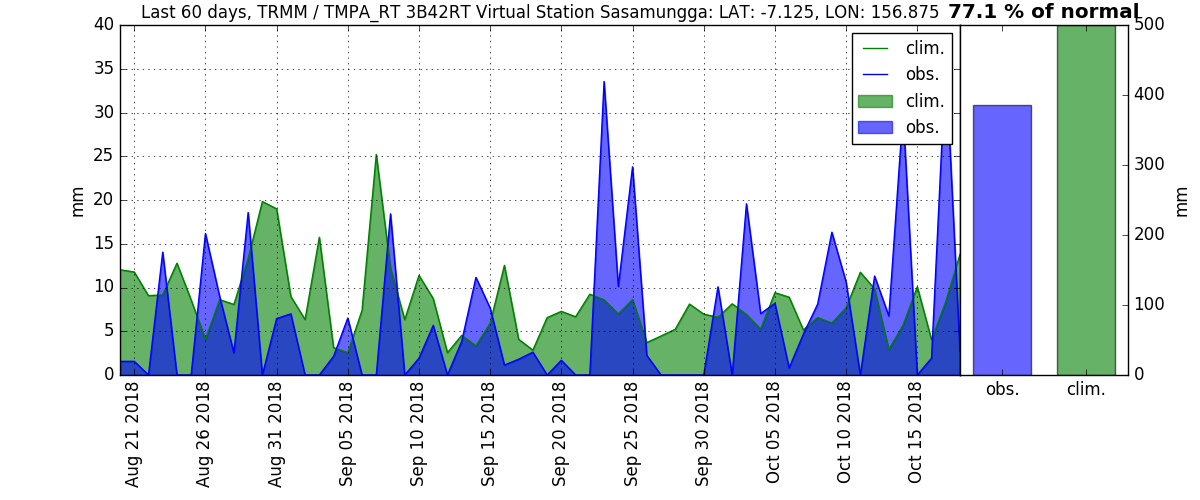 Last 60 days, TRMM / TMPA_RT 3B42RT Virtual Station Sasamungga: LAT: -7.125, LON: 156.875 77.1 % of normal
40
35
30
25
20
15
10
5
0
mm
clim.
obs.
clim.
obs.
500
400
300
200
100
0
mm
obs.
clim.
Aug 21 2018
Aug 26 2018
Aug 31 2018
Sep 05 2018
Sep 10 2018
Sep 15 2018
Sep 20 2018
Sep 25 2018
Sep 30 2018
Oct 05 2018
Oct 10 2018
Oct 15 2018